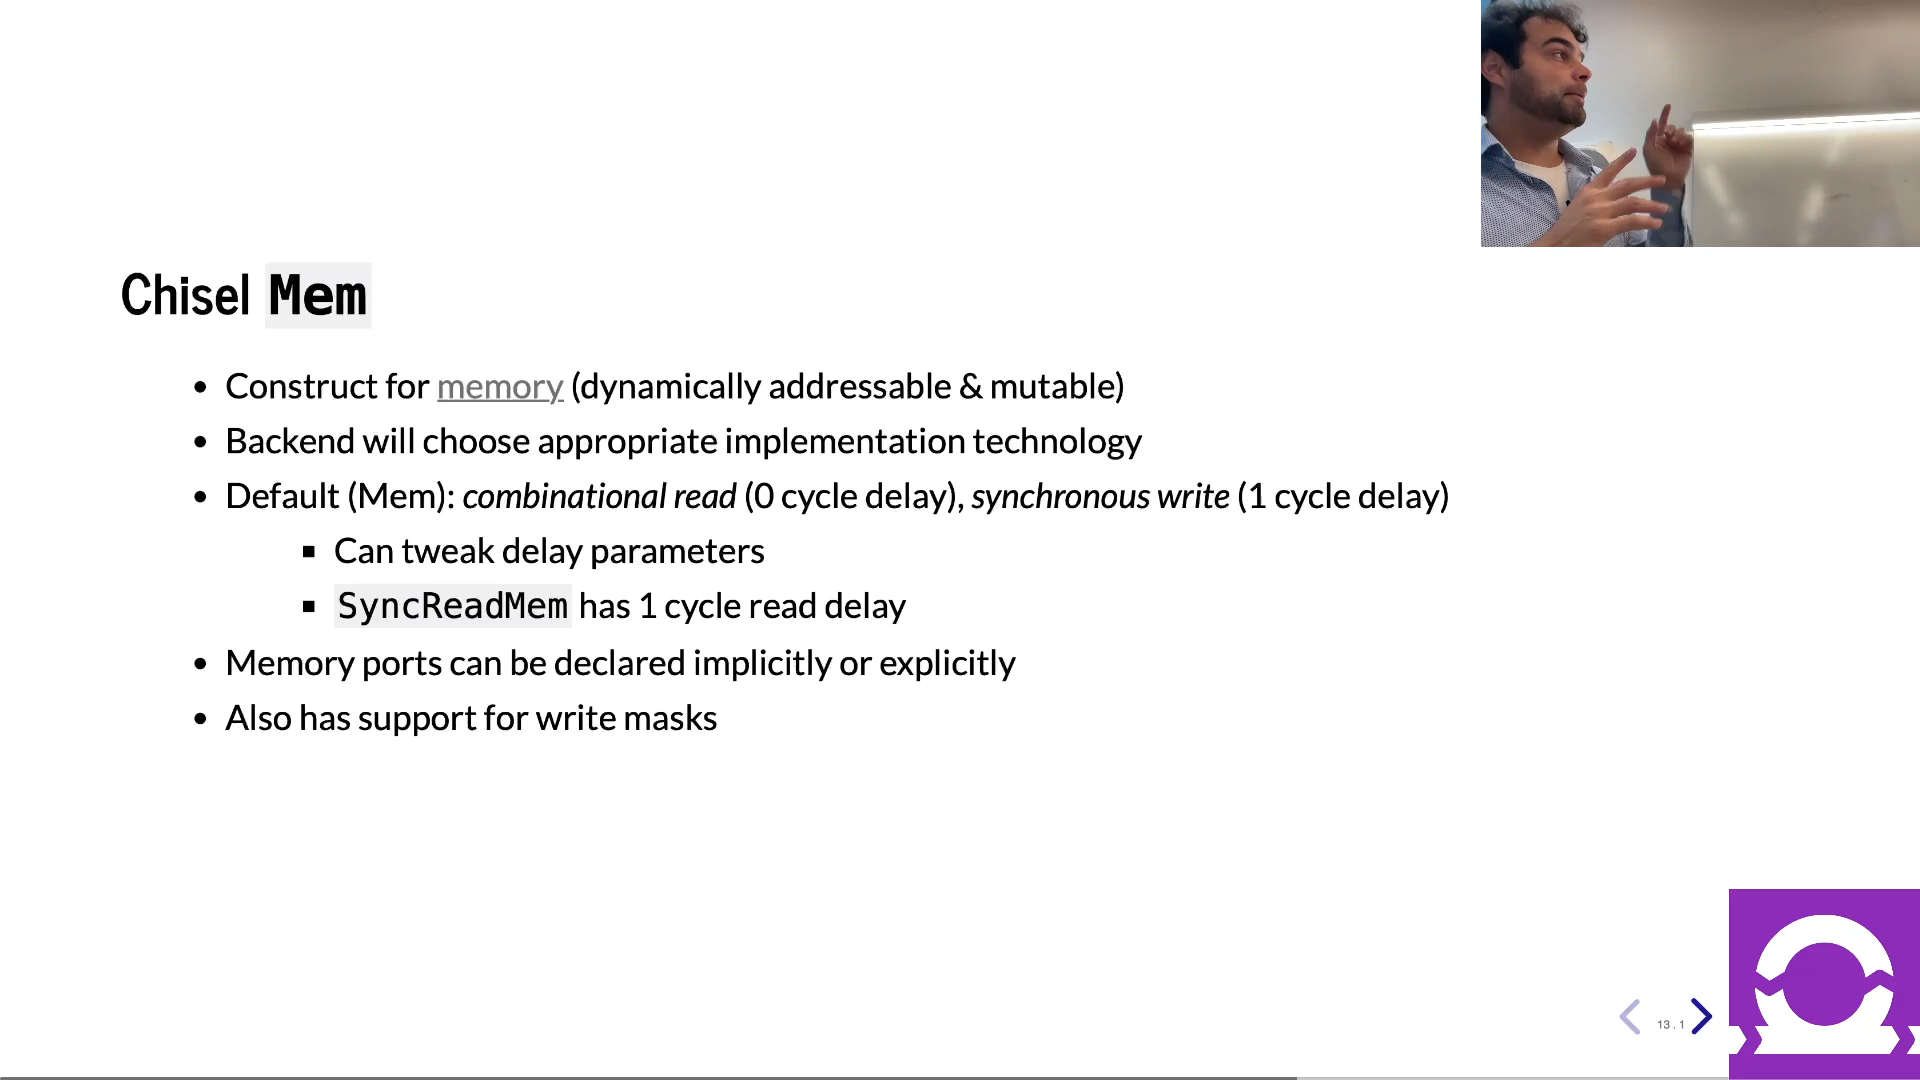 Chisel Mem
Construct for memory (dynamically addressable & mutable)
Backend will choose appropriate implementation technology
Default (Mem): combinational read (0 cycle delay), synchronous write (1 cycle delay)
Can tweak delay parameters
SyncReadMem has 1 cycle read delay
Memory ports can be declared implicitly or explicitly
Also has support for write masks
13.1